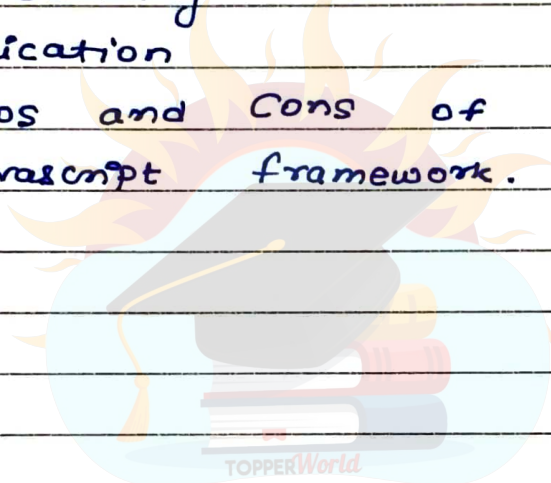 ication
os and Cons of
vascript framework.
TOPPERWorld